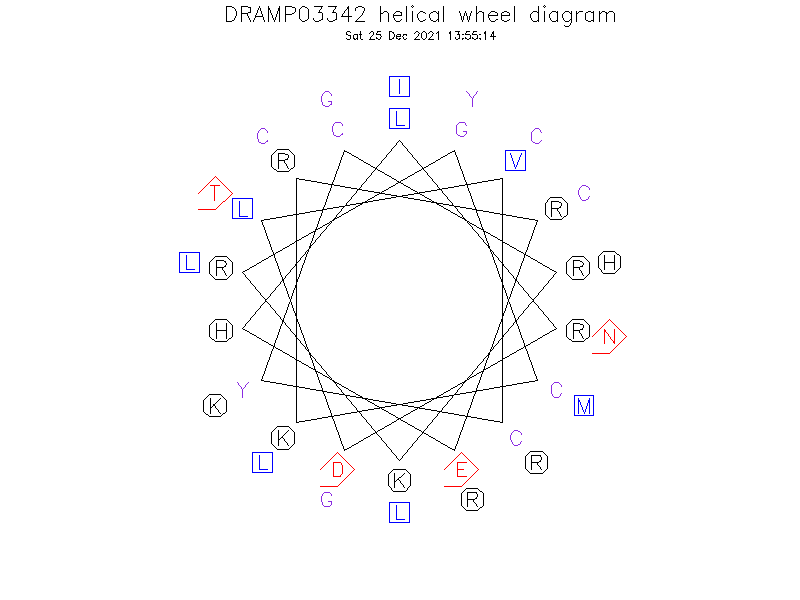 DRAMP03342 helical wheel diagram
Sat 25 Dec 2021 13:55:14
I
G Y
L
C G
C C
R V
T C
L R
L H
R R
H R N
Y C
K M
K C
L R
D E
K
G R
L